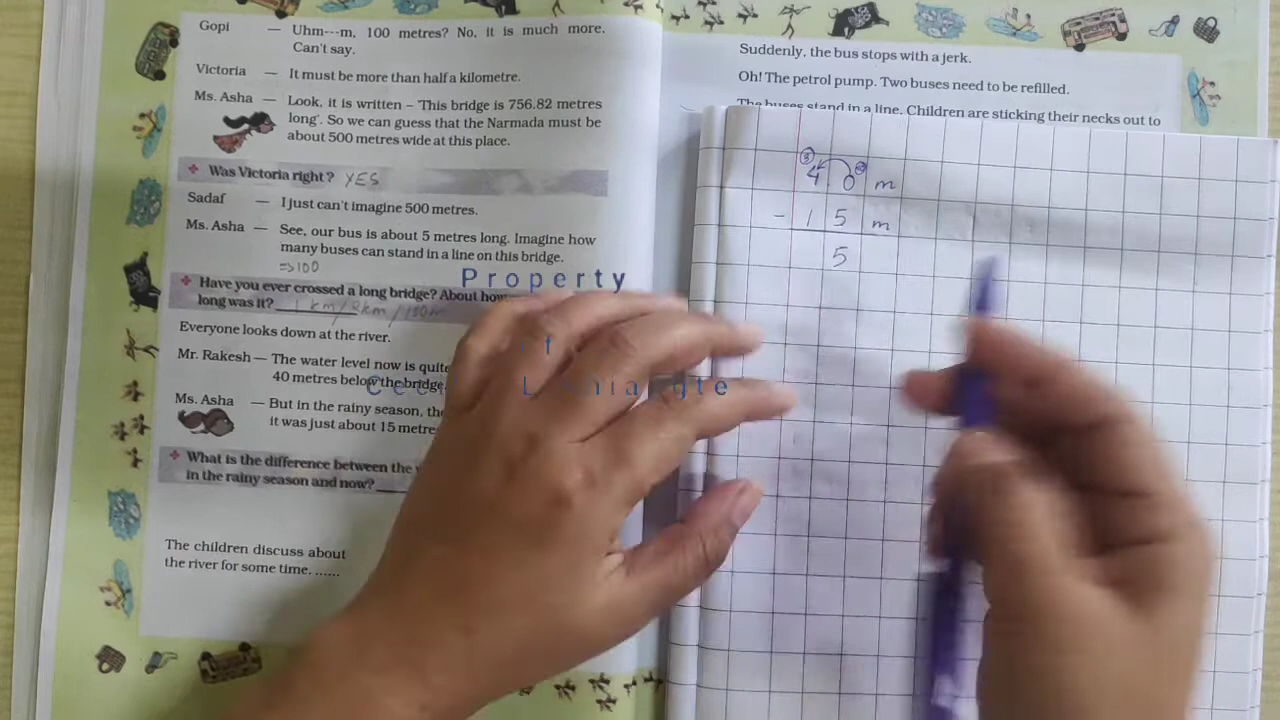 Gopi — Uhm---m, 100 metres? No, it is much more.
Can't say.
Victoria — It must be more than half a kilometre.
Ms. Asha — Look, it is written – This bridge is 756.82 metres
long'. So we can guess that the Narmada must be
about 500 metres wide at this place.
Was Victoria right? YES
Sadaf — I just can't imagine 500 metres.
Ms. Asha — See, our bus is about 5 metres long. Imagine how
many buses can stand in a line on this bridge.
=>100
Have you ever crossed a long bridge? About how
long was it? 1 km/2km/150m
Everyone looks down at the river.
Mr. Rakesh — The water level now is quite
40 metres below the bridge.
Ms. Asha — But in the rainy season, the
it was just about 15 metre
What is the difference between the
in the rainy season and now?
The children discuss about
the river for some time. ......
Suddenly, the bus stops with a jerk.
Oh! The petrol pump. Two buses need to be refilled.
The buses stand in a line. Children are sticking their necks out to
3
4 0 m
- 1 5 m
5
Property